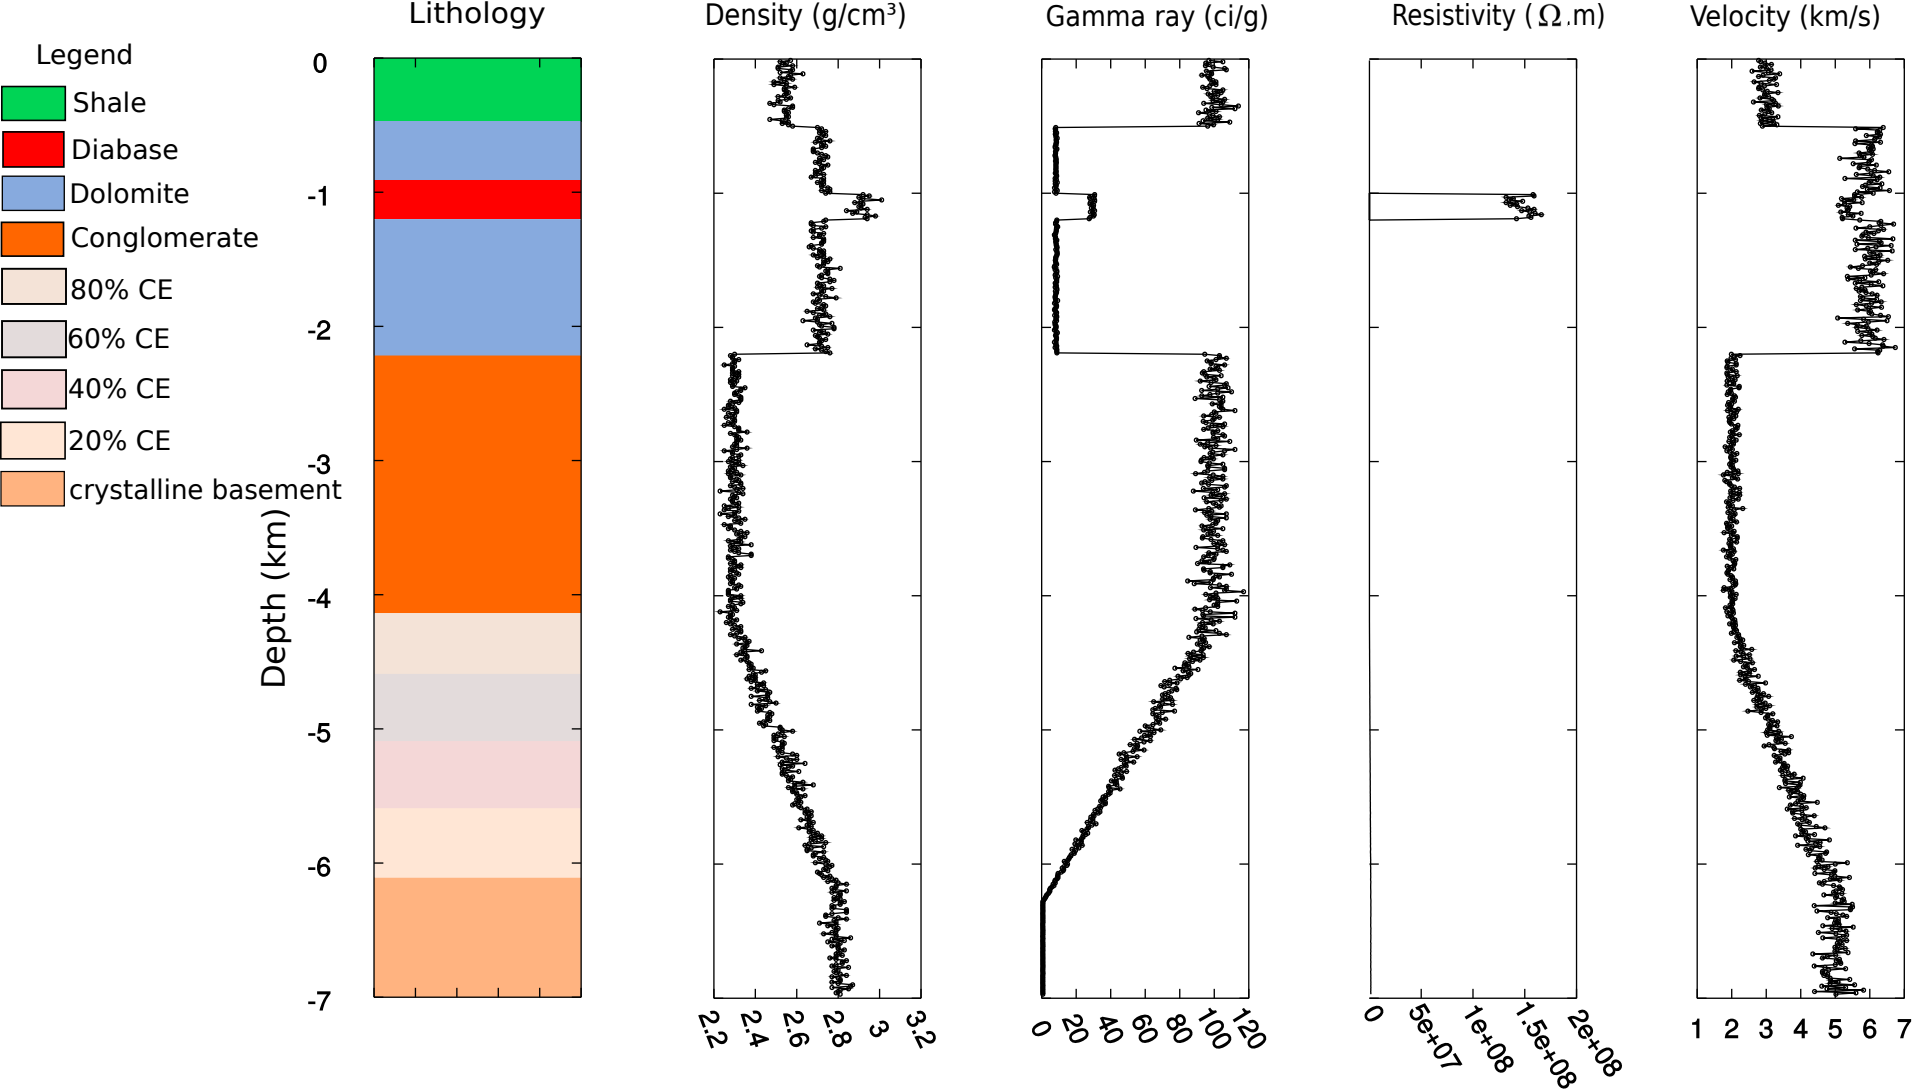 Lithology
Density (g/cm³)
Gamma ray (ci/g)
Resistivity ( Ω .m)
Velocity (km/s)
Legend
Shale
Diabase
Dolomite
Conglomerate
80% CE
60% CE
40% CE
20% CE
crystalline basement
Depth (km)
0
-1
-2
-3
-4
-5
-6
-7
2.2 2.4 2.6 2.8 3 3.2
0 20 40 60 80 100 120
0 5e+07 1e+08 1.5e+08 2e+08
1 2 3 4 5 6 7